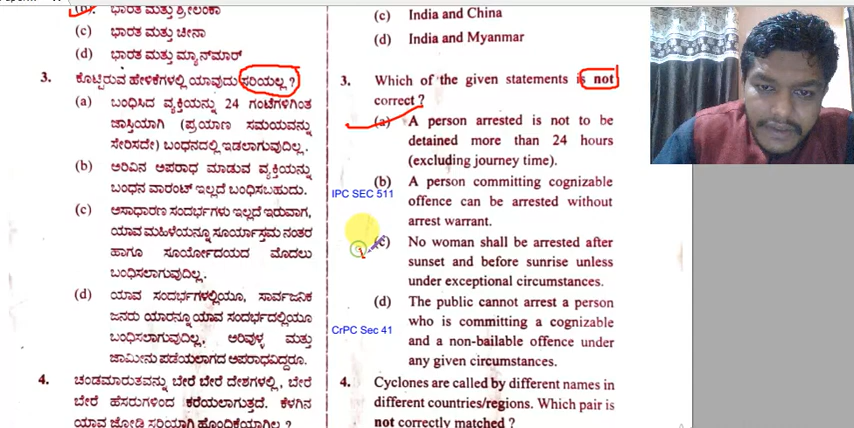 (b). ಭಾರತ ಮತ್ತು ಶ್ರೀಲಂಕಾ
(c) ಭಾರತ ಮತ್ತು ಚೀನಾ
(d) ಭಾರತ ಮತ್ತು ಮ್ಯಾನ್‌ಮಾರ್
3. ಕೊಟ್ಟಿರುವ ಹೇಳಿಕೆಗಳಲ್ಲಿ ಯಾವುದು ಸರಿಯಲ್ಲ ?
(a) ಬಂಧಿಸಿದ ವ್ಯಕ್ತಿಯನ್ನು 24 ಗಂಟೆಗಳಿಗಿಂತ
ಜಾಸ್ತಿಯಾಗಿ (ಪ್ರಯಾಣ ಸಮಯವನ್ನು
ಸೇರಿಸದೇ) ಬಂಧನದಲ್ಲಿ ಇಡಲಾಗುವುದಿಲ್ಲ.
(b) ಅರಿವಿನ ಅಪರಾಧ ಮಾಡುವ ವ್ಯಕ್ತಿಯನ್ನು
ಬಂಧನ ವಾರಂಟ್ ಇಲ್ಲದೆ ಬಂಧಿಸಬಹುದು.
(c) ಅಸಾಧಾರಣ ಸಂದರ್ಭಗಳು ಇಲ್ಲದೆ ಇರುವಾಗ,
ಯಾವ ಮಹಿಳೆಯನ್ನೂ ಸೂರ್ಯಾಸ್ತಮ ನಂತರ
ಹಾಗೂ ಸೂರ್ಯೋದಯದ ಮೊದಲು
ಬಂಧಿಸಲಾಗುವುದಿಲ್ಲ.
(d) ಯಾವ ಸಂದರ್ಭಗಳಲ್ಲಿಯೂ, ಸಾರ್ವಜನಿಕ
ಜನರು ಯಾರನ್ನೂ ಯಾವ ಸಂದರ್ಭದಲ್ಲಿಯೂ
ಬಂಧಿಸಲಾಗುವುದಿಲ್ಲ, ಅರಿವುಳ್ಳ ಮತ್ತು
ಜಾಮೀನು ಪಡೆಯಲಾಗದ ಅಪರಾಧವಿದ್ದರೂ.
4. ಚಂಡಮಾರುತವನ್ನು ಬೇರೆ ಬೇರೆ ದೇಶಗಳಲ್ಲಿ, ಬೇರೆ
ಬೇರೆ ಹೆಸರುಗಳಿಂದ ಕರೆಯಲಾಗುತ್ತದೆ. ಕೆಳಗಿನ
ಯಾವ ಜೋಡಿ ಸರಿಯಾಗಿ ಹೊಂದಿಕೆಯಾಗಿಲ್ಲ ?
(c) India and China
(d) India and Myanmar
3. Which of the given statements is not
correct ?
(a) A person arrested is not to be
detained more than 24 hours
(excluding journey time).
(b) A person committing cognizable
IPC SEC 511
offence can be arrested without
arrest warrant.
(c) No woman shall be arrested after
sunset and before sunrise unless
under exceptional circumstances.
(d) The public cannot arrest a person
who is committing a cognizable
CrPC Sec 41
and a non-bailable offence under
any given circumstances.
4. Cyclones are called by different names in
different countries/regions. Which pair is
not correctly matched ?